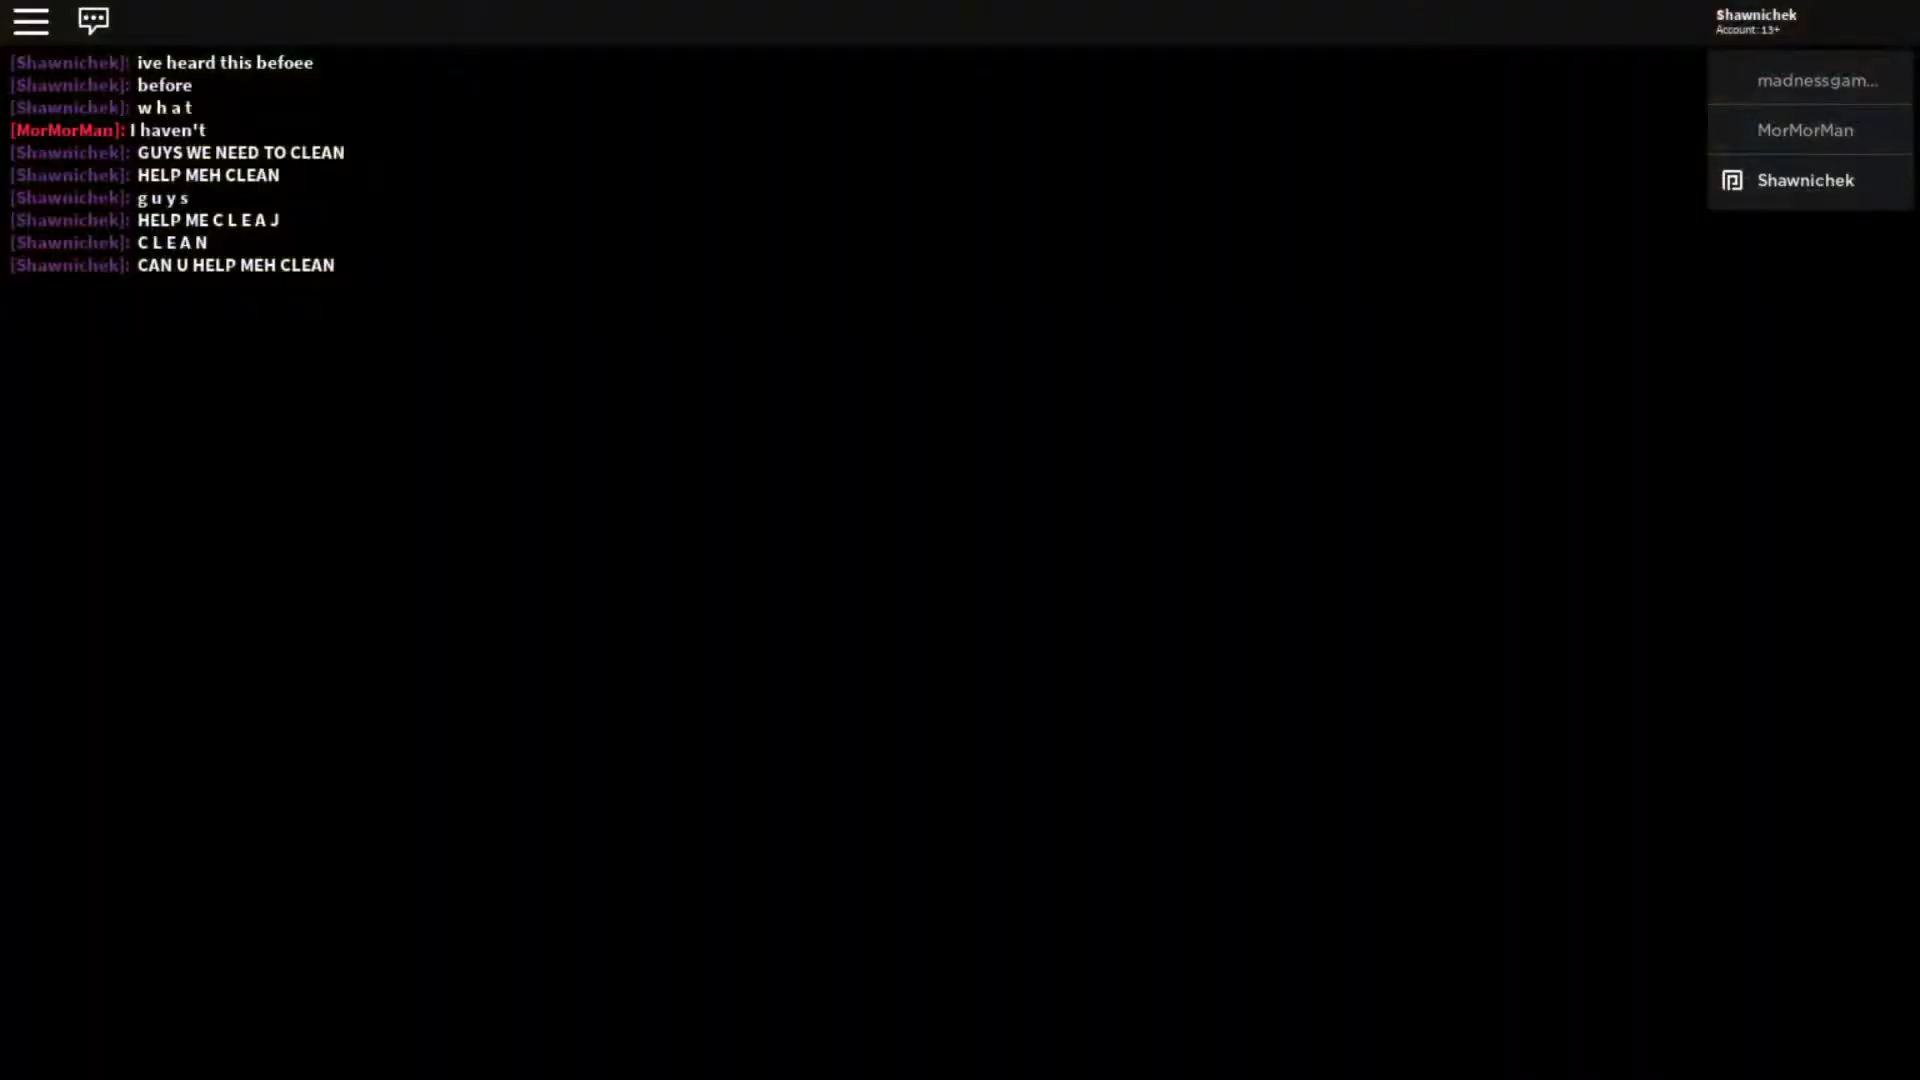 Shawnichek
Account: 13+
[Shawnichek]: ive heard this befoee
[Shawnichek]: before
[Shawnichek]: w h a t
[MorMorMan]: I haven't
[Shawnichek]: GUYS WE NEED TO CLEAN
[Shawnichek]: HELP MEH CLEAN
[Shawnichek]: g u y s
[Shawnichek]: HELP ME C L E A J
[Shawnichek]: C L E A N
[Shawnichek]: CAN U HELP MEH CLEAN
madnessgam...
MorMorMan
Shawnichek